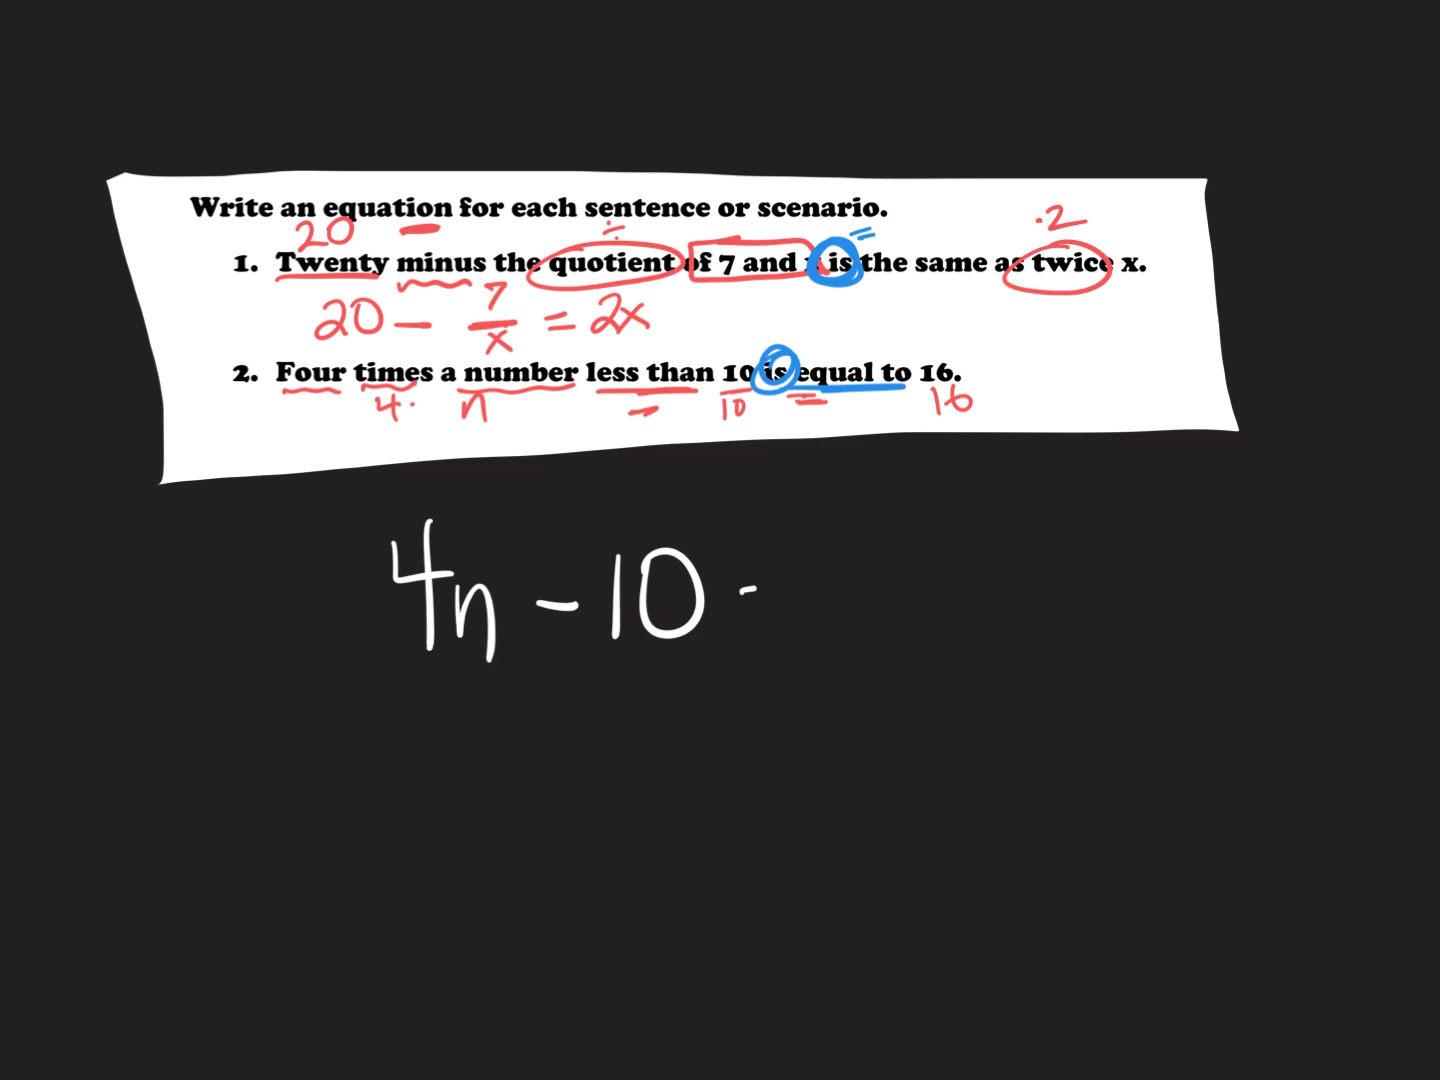 Write an equation for each sentence or scenario.
20 ÷ = ·2
1. Twenty minus the quotient of 7 and x is the same as twice x.
20 − 7/x = 2x
2. Four times a number less than 10 is equal to 16.
4· n − 10 = 16
4n − 10 -